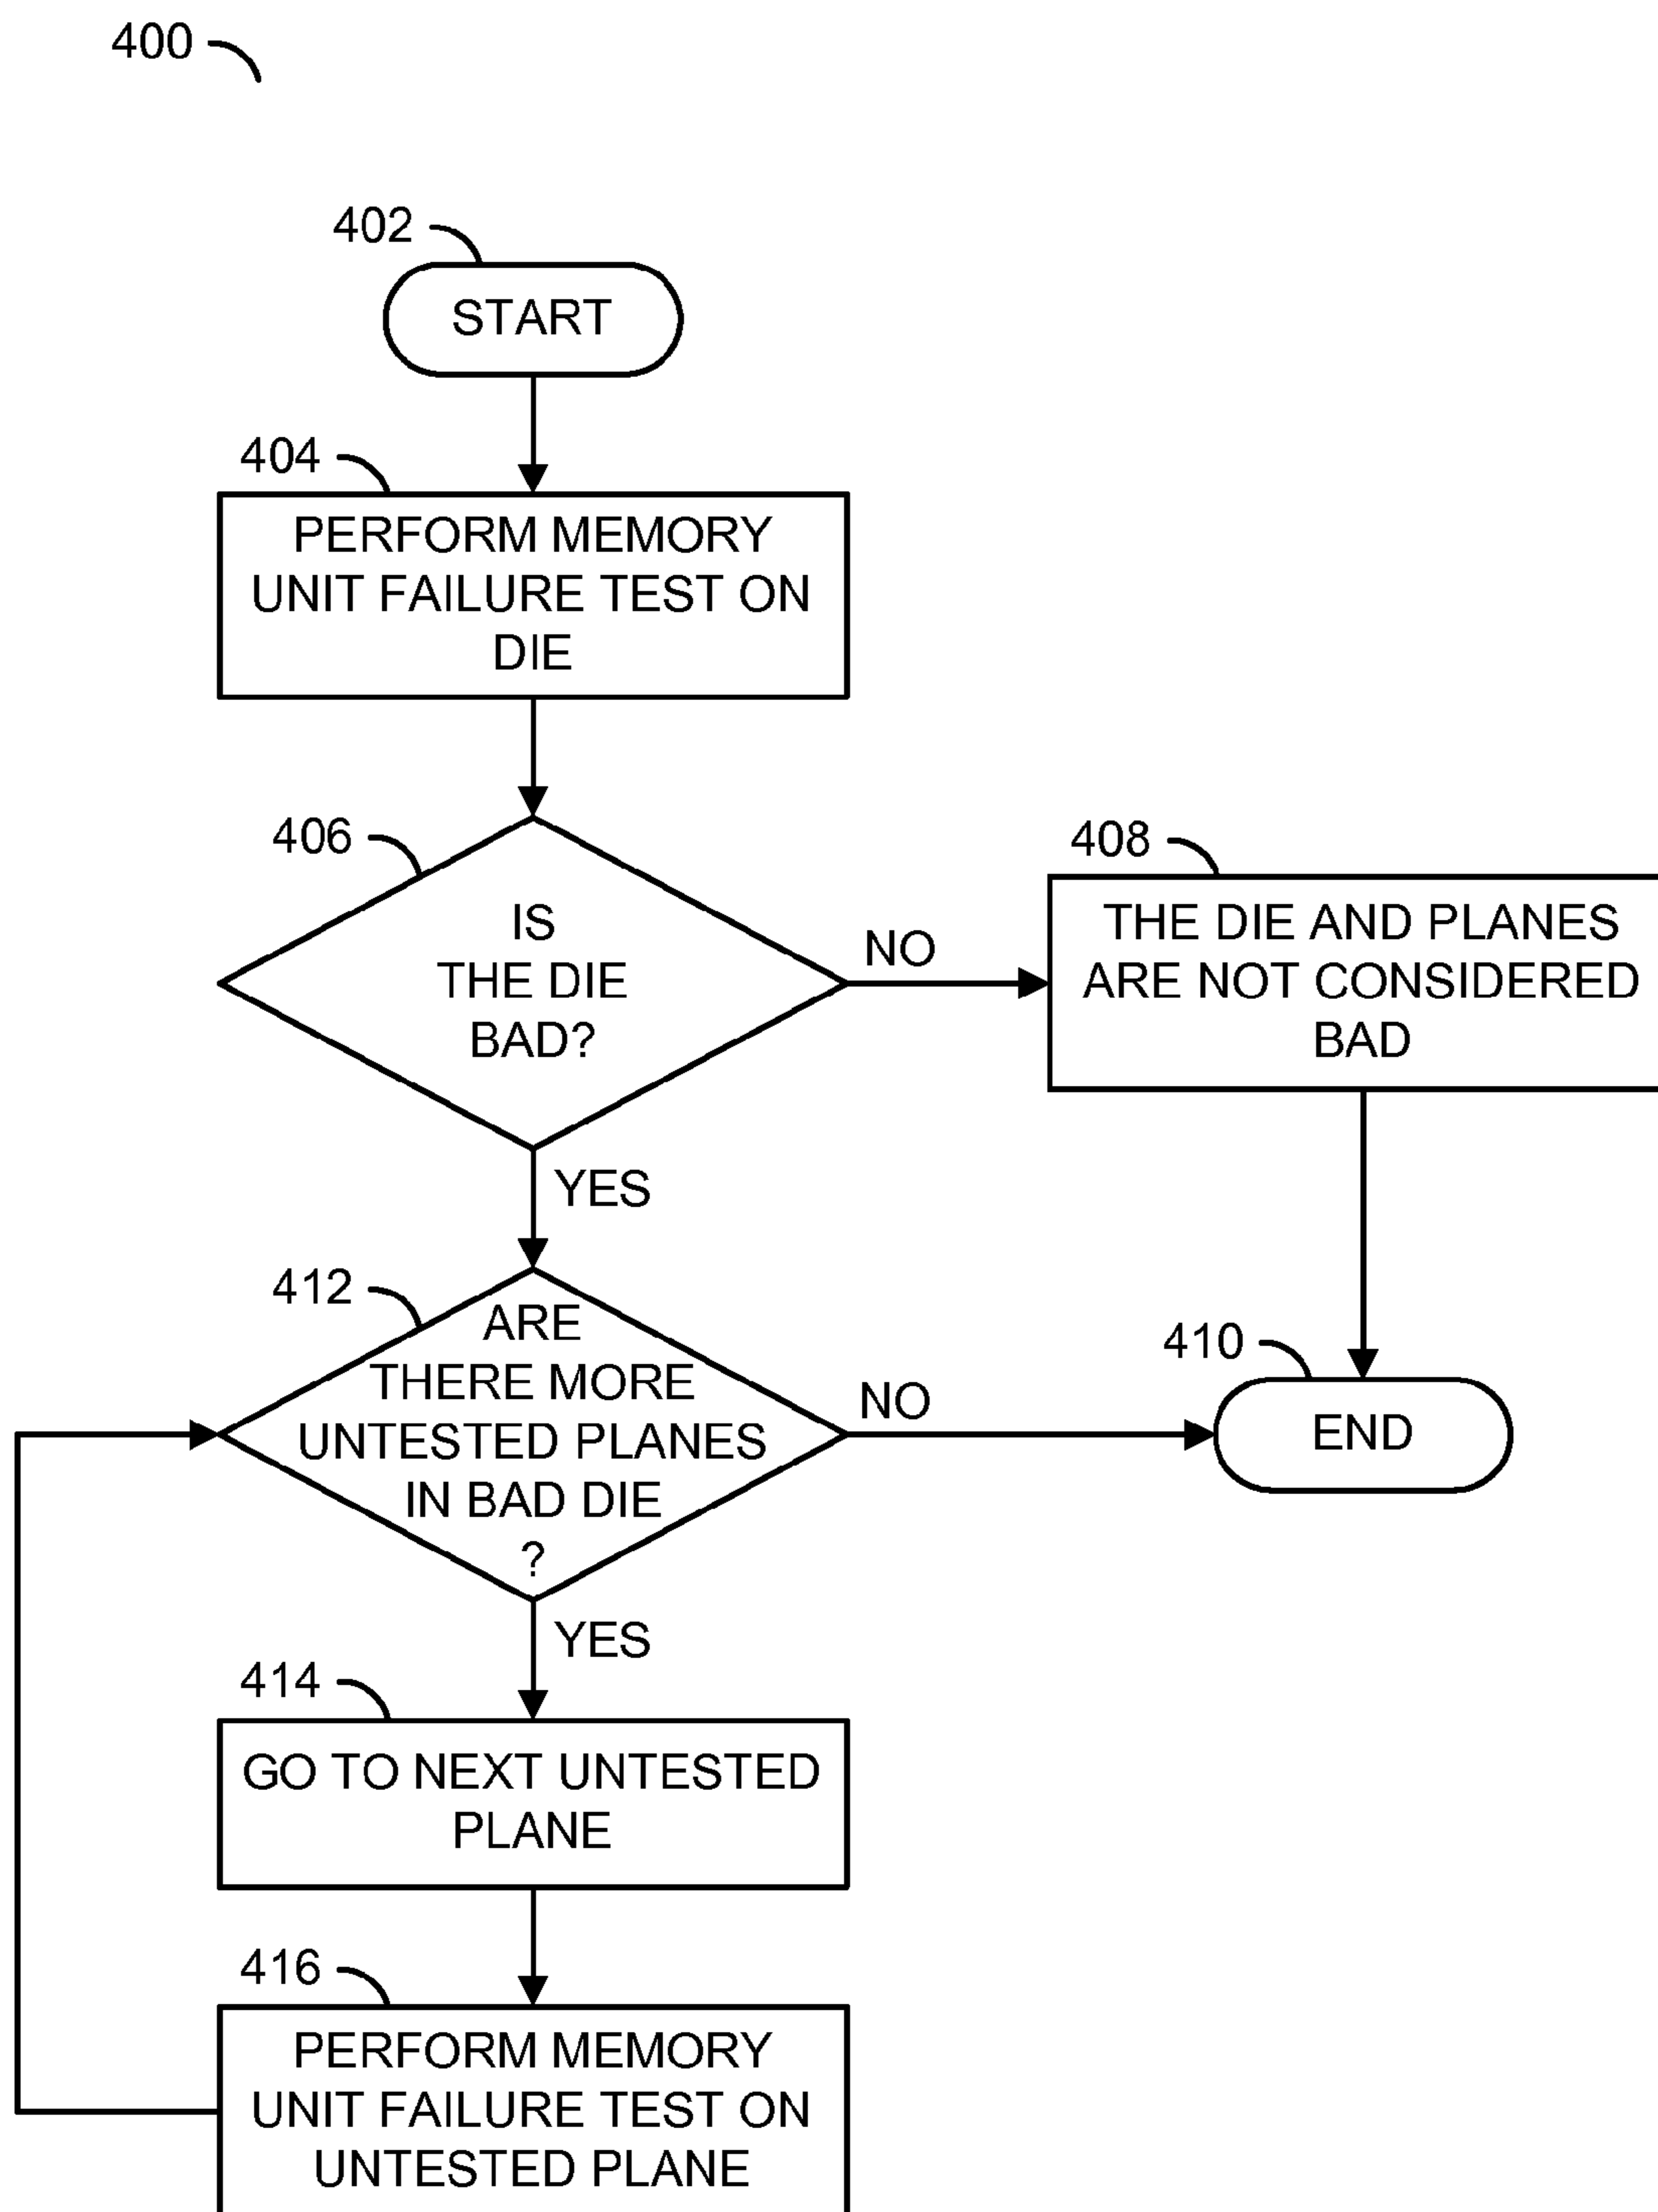 400
402
START
404
PERFORM MEMORY
UNIT FAILURE TEST ON
DIE
406
IS
THE DIE
BAD?
NO
408
THE DIE AND PLANES
ARE NOT CONSIDERED
BAD
YES
412
ARE
THERE MORE
UNTESTED PLANES
IN BAD DIE
?
NO
410
END
YES
414
GO TO NEXT UNTESTED
PLANE
416
PERFORM MEMORY
UNIT FAILURE TEST ON
UNTESTED PLANE